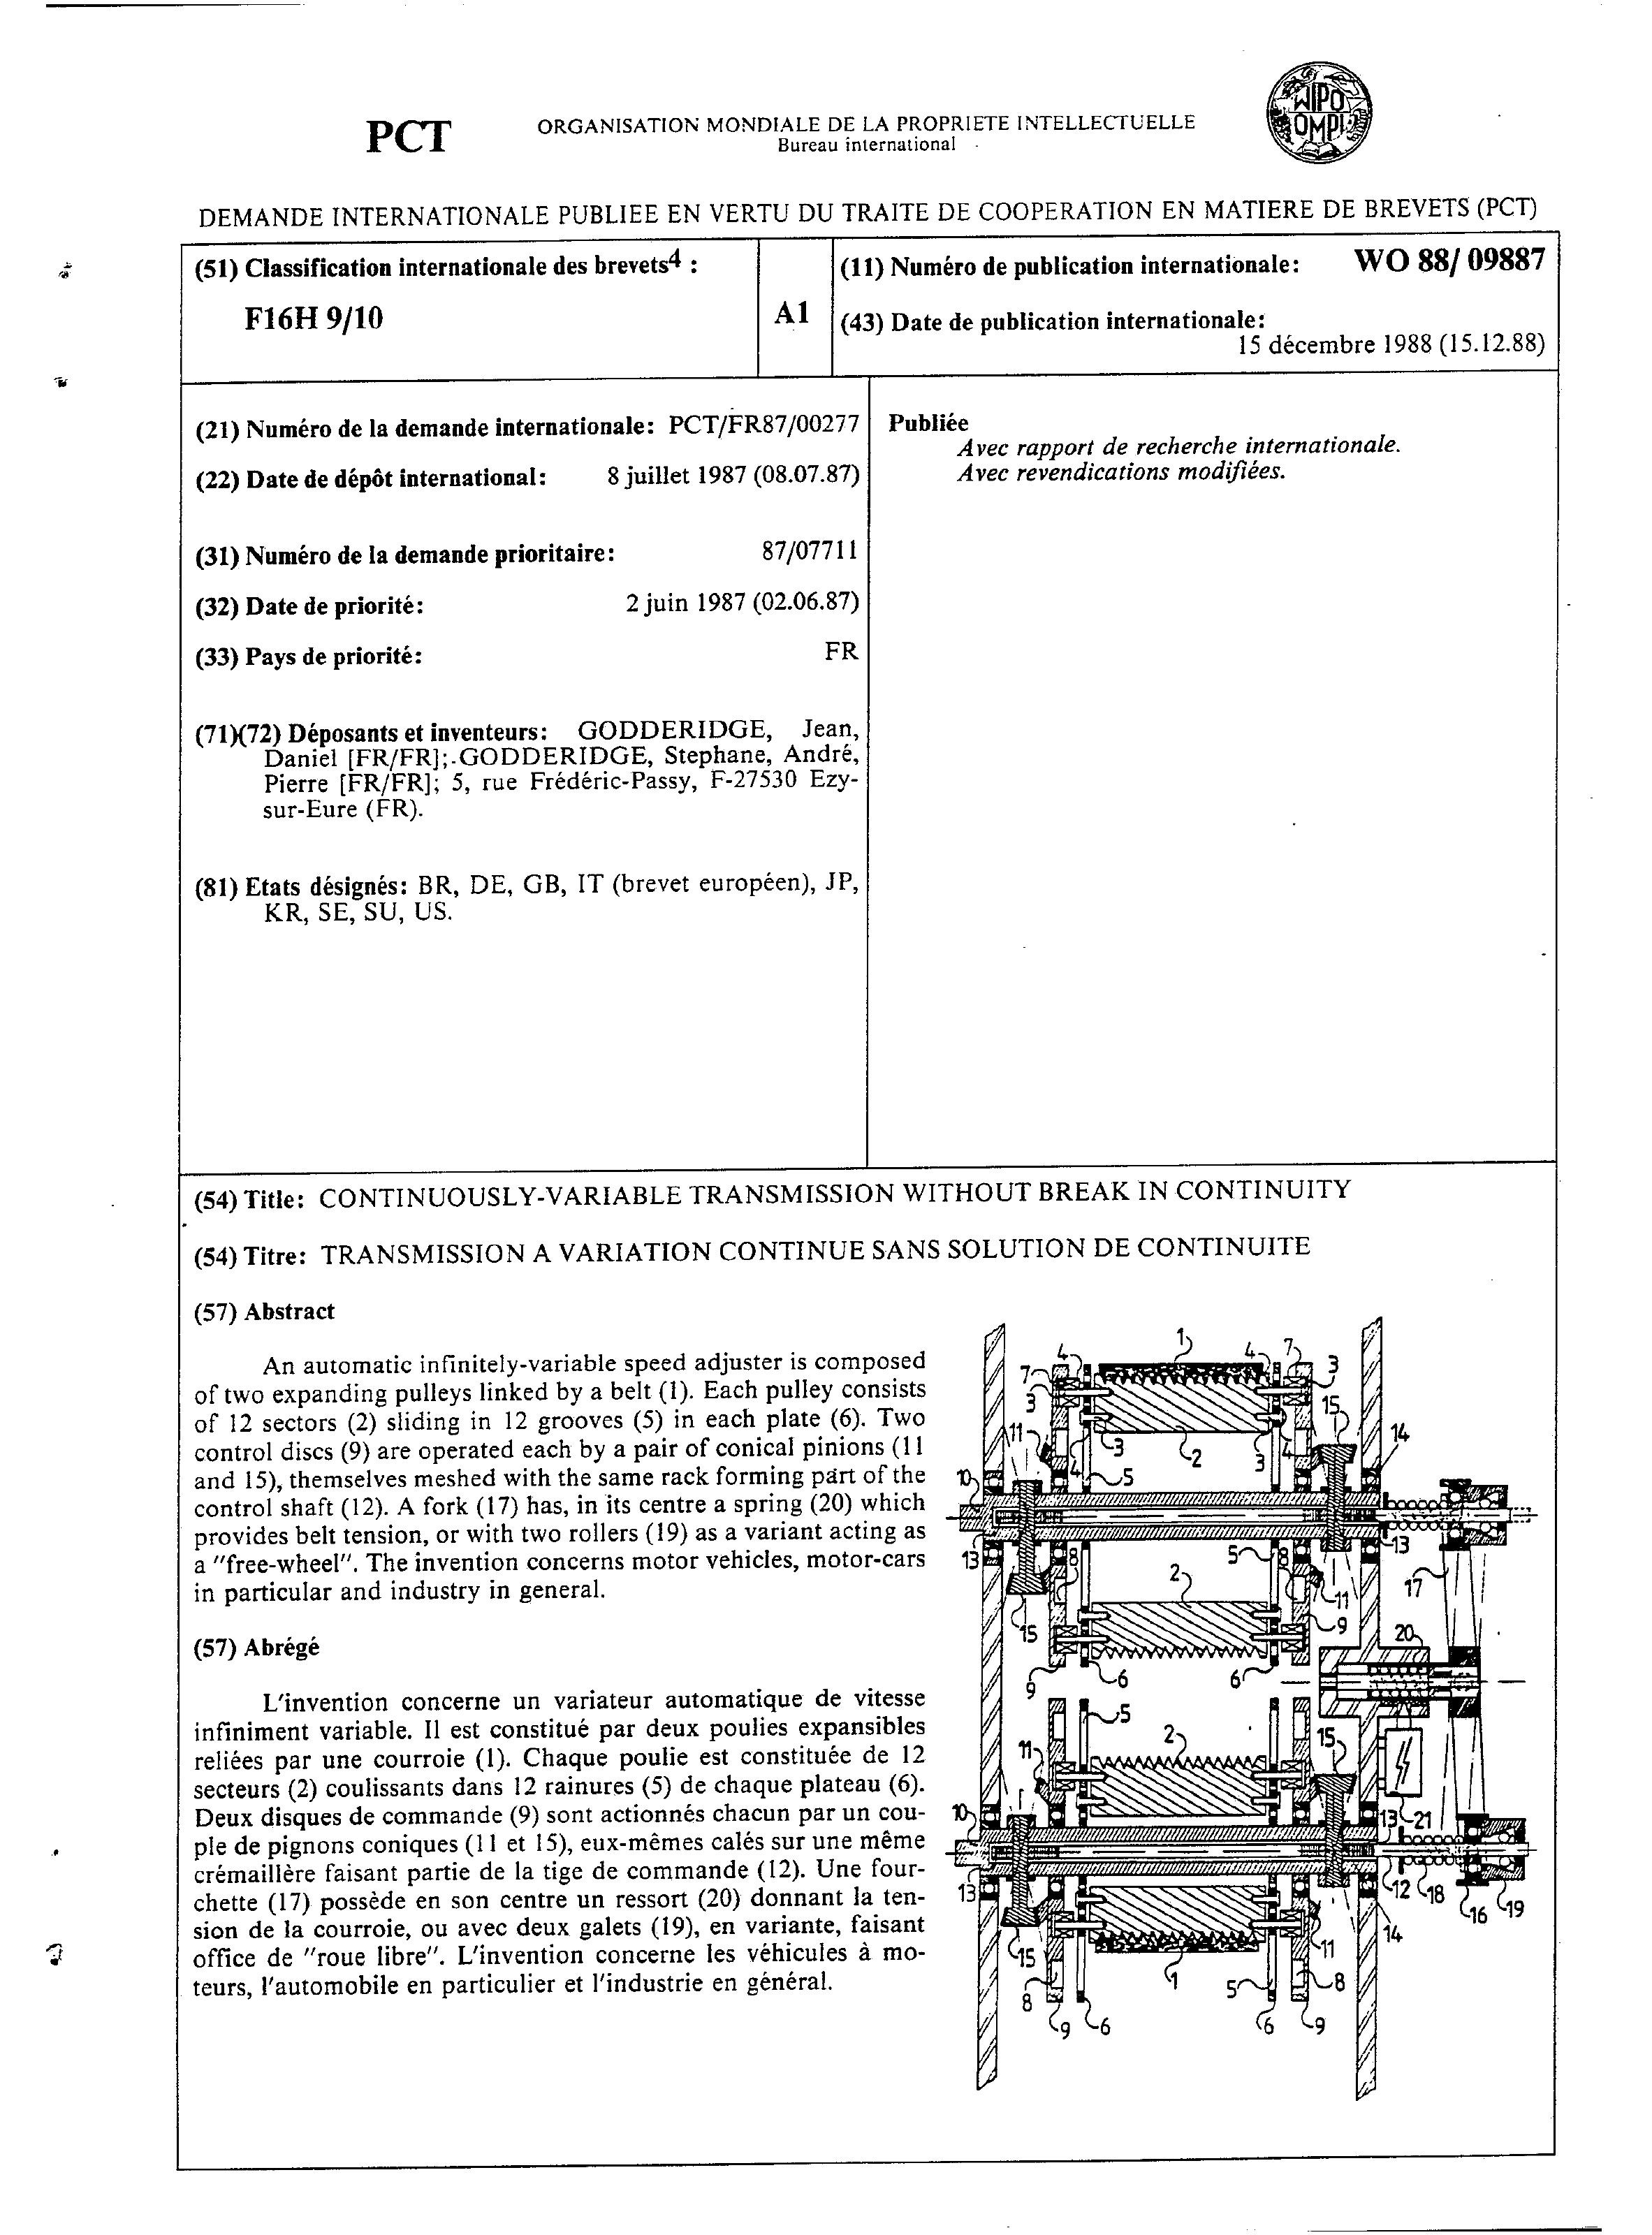 PCT
ORGANISATION MONDIALE DE LA PROPRIETE INTELLECTUELLE
Bureau international
WIPO
OMPI
DEMANDE INTERNATIONALE PUBLIEE EN VERTU DU TRAITE DE COOPERATION EN MATIERE DE BREVETS (PCT)
(51) Classification internationale des brevets4 :
F16H 9/10
A1
(11) Numéro de publication internationale: WO 88/ 09887
(43) Date de publication internationale:
15 décembre 1988 (15.12.88)
(21) Numéro de la demande internationale: PCT/FR87/00277
(22) Date de dépôt international: 8 juillet 1987 (08.07.87)
(31) Numéro de la demande prioritaire: 87/07711
(32) Date de priorité: 2 juin 1987 (02.06.87)
(33) Pays de priorité: FR
(71)(72) Déposants et inventeurs: GODDERIDGE, Jean,
Daniel [FR/FR]; GODDERIDGE, Stephane, André,
Pierre [FR/FR]; 5, rue Frédéric-Passy, F-27530 Ezy-
sur-Eure (FR).
(81) Etats désignés: BR, DE, GB, IT (brevet européen), JP,
KR, SE, SU, US.
Publiée
Avec rapport de recherche internationale.
Avec revendications modifiées.
(54) Title: CONTINUOUSLY-VARIABLE TRANSMISSION WITHOUT BREAK IN CONTINUITY
(54) Titre: TRANSMISSION A VARIATION CONTINUE SANS SOLUTION DE CONTINUITE
(57) Abstract
An automatic infinitely-variable speed adjuster is composed
of two expanding pulleys linked by a belt (1). Each pulley consists
of 12 sectors (2) sliding in 12 grooves (5) in each plate (6). Two
control discs (9) are operated each by a pair of conical pinions (11
and 15), themselves meshed with the same rack forming part of the
control shaft (12). A fork (17) has, in its centre a spring (20) which
provides belt tension, or with two rollers (19) as a variant acting as
a "free-wheel". The invention concerns motor vehicles, motor-cars
in particular and industry in general.
(57) Abrégé
L'invention concerne un variateur automatique de vitesse
infiniment variable. Il est constitué par deux poulies expansibles
reliées par une courroie (1). Chaque poulie est constituée de 12
secteurs (2) coulissants dans 12 rainures (5) de chaque plateau (6).
Deux disques de commande (9) sont actionnés chacun par un cou-
ple de pignons coniques (11 et 15), eux-mêmes calés sur une même
crémaillère faisant partie de la tige de commande (12). Une four-
chette (17) possède en son centre un ressort (20) donnant la ten-
sion de la courroie, ou avec deux galets (19), en variante, faisant
office de "roue libre". L'invention concerne les véhicules à mo-
teurs, l'automobile en particulier et l'industrie en général.
1
4 4 7
7 3
3 15
11 3 2 3 4 14
4 5
10
13 8 5 8 13
2 17
11
15 9 20
9 6 6
5
2 15
11
10 13 21
13 12 18
16 19
15 1 11 14
8 5 8
9 6 6 9